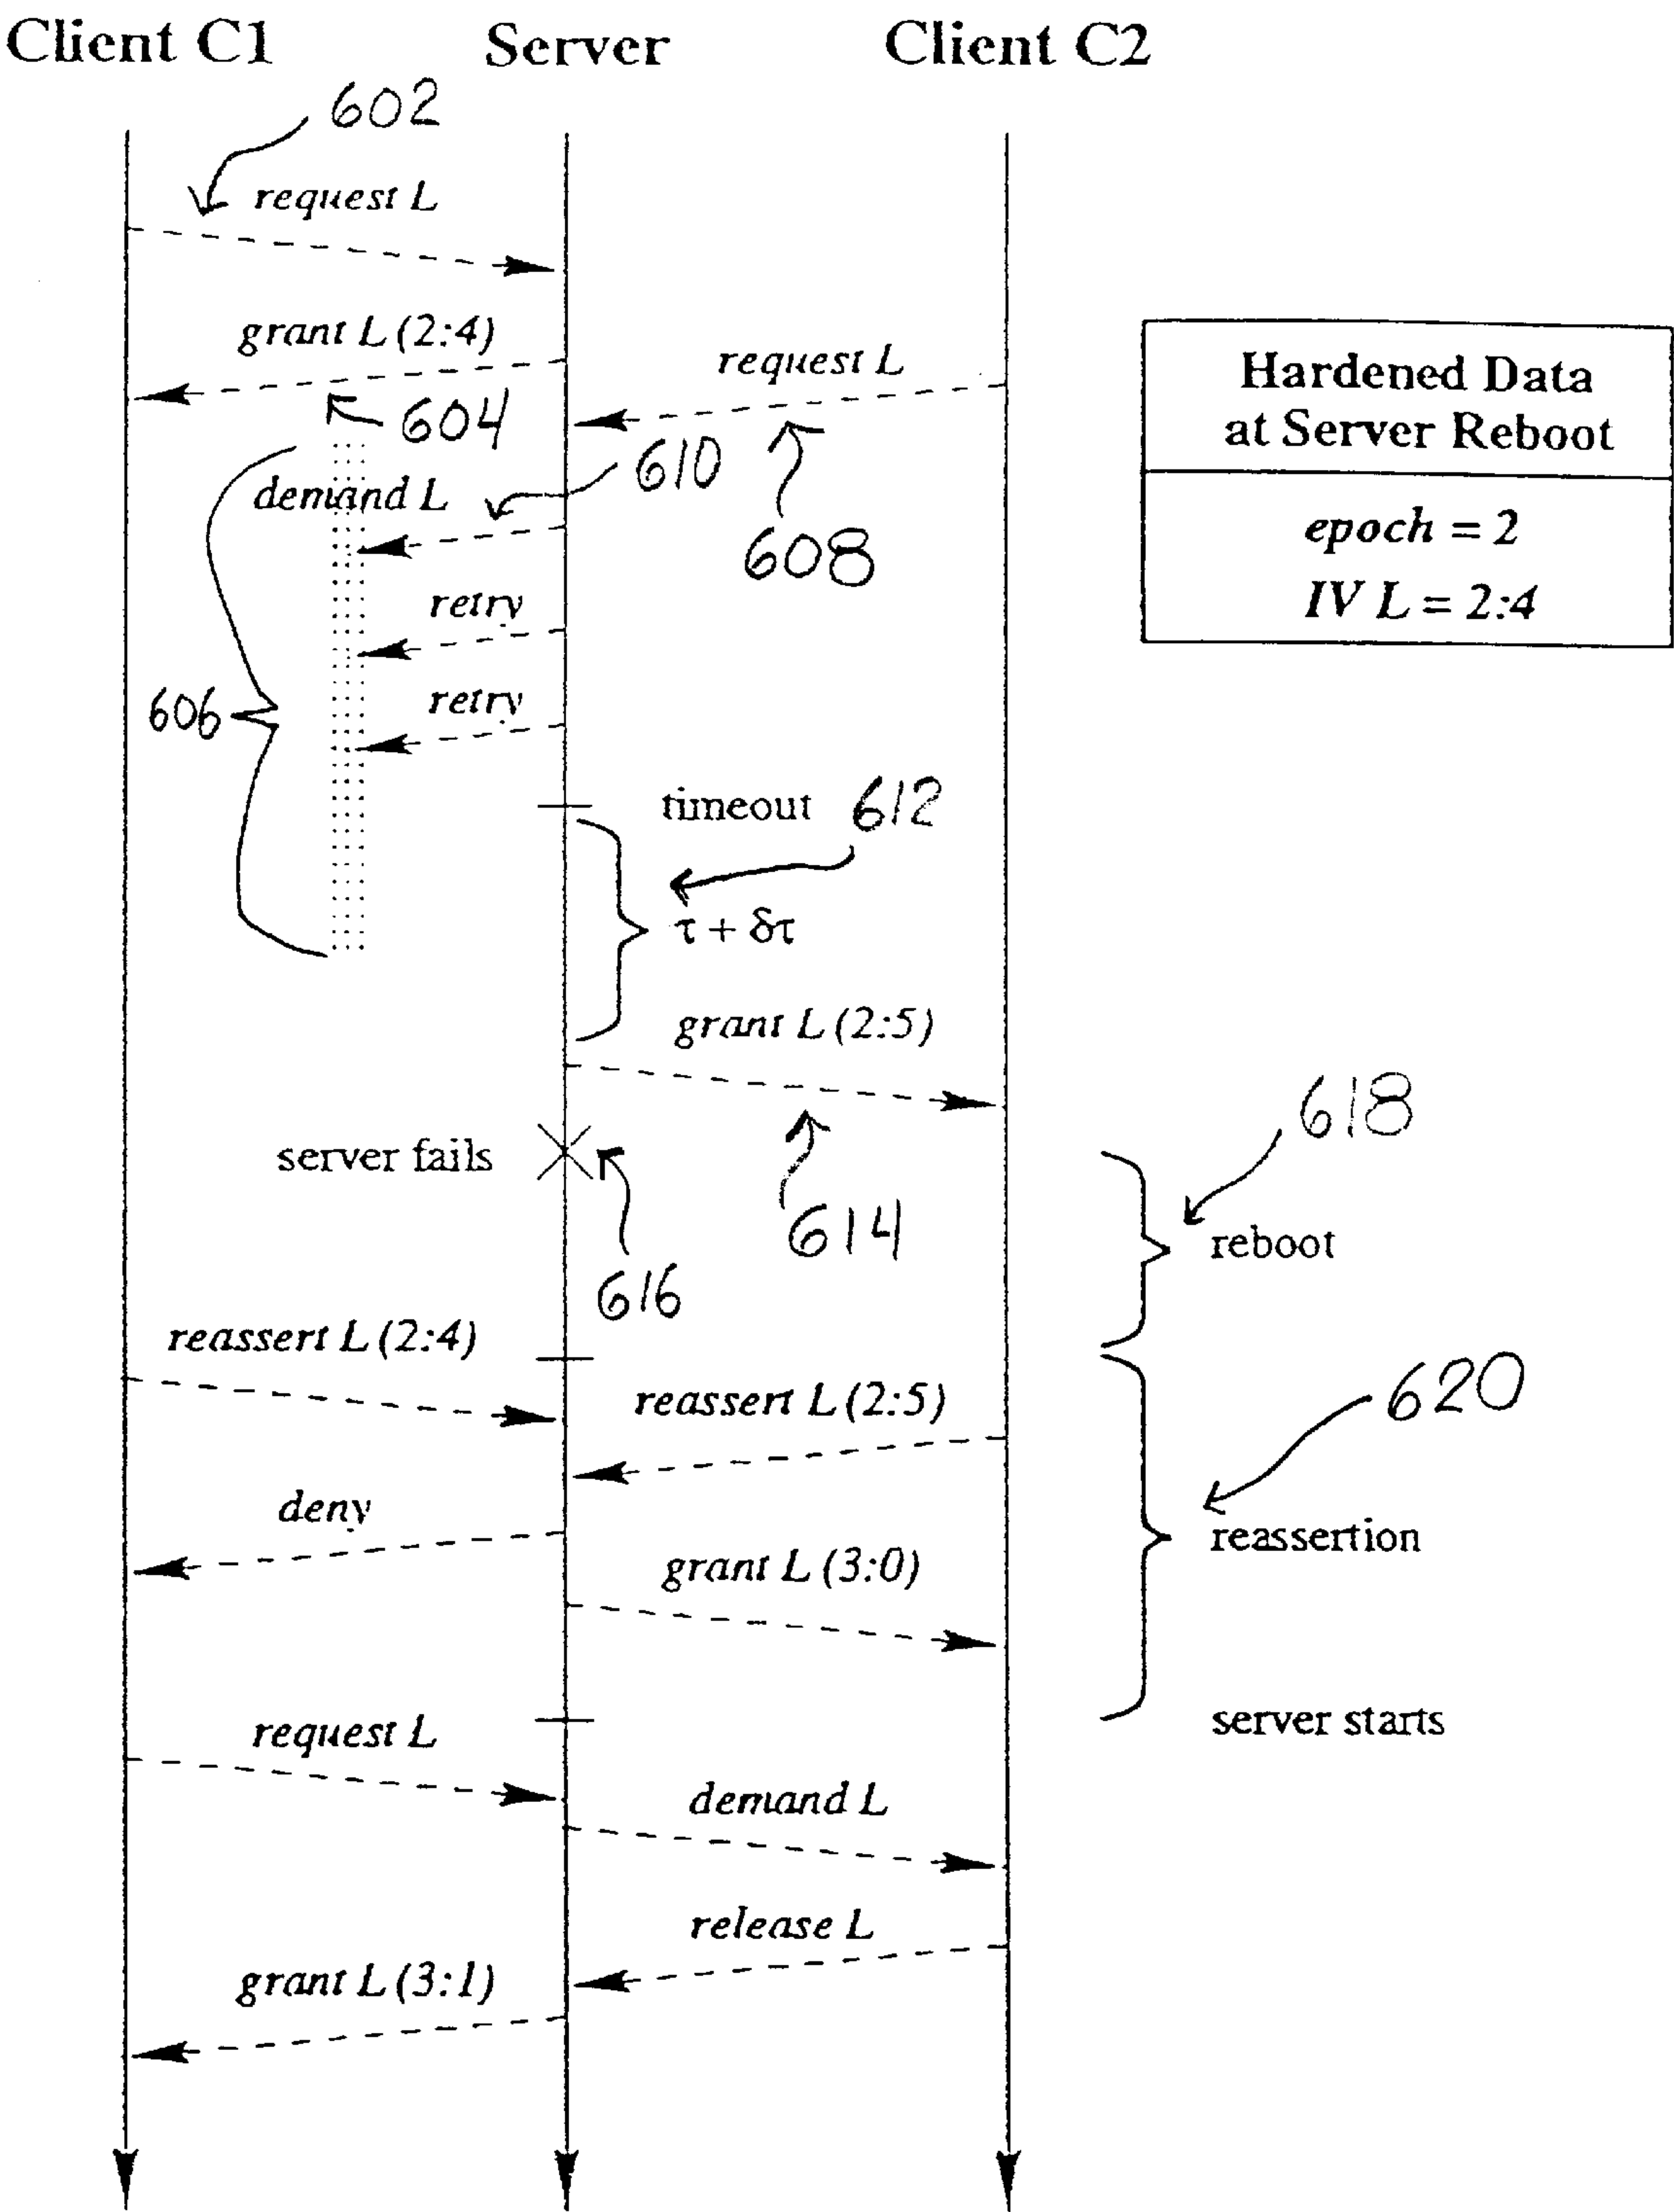 Client C1
Server
Client C2
602
request L
grant L (2:4)
request L
Hardened Data
at Server Reboot
604
610
demand L
epoch = 2
608
retry
IV L = 2:4
retry
606
timeout 612
τ + δτ
grant L (2:5)
618
server fails
614
reboot
616
reassert L (2:4)
620
reassert L (2:5)
deny
reassertion
grant L (3:0)
request L
server starts
demand L
release L
grant L (3:1)